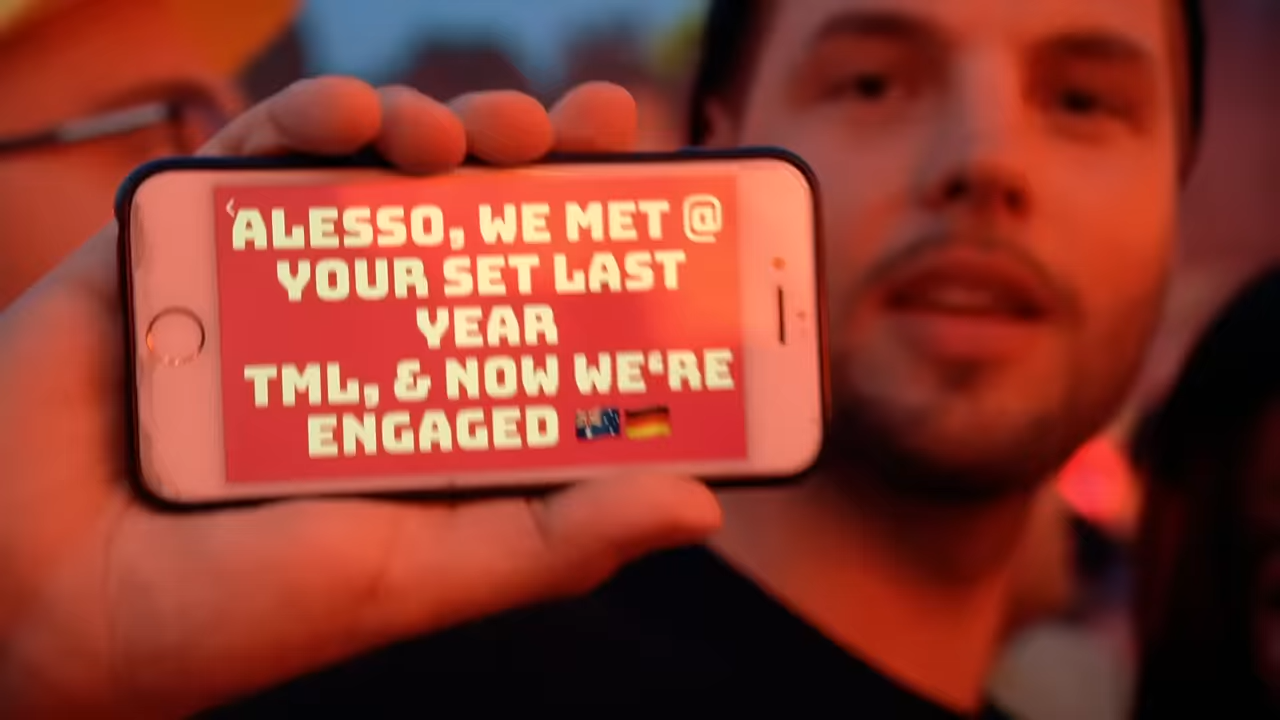 ALESSO, WE MET @
YOUR SET LAST
YEAR
TML, & NOW WE'RE
ENGAGED 🇦🇺🇩🇪